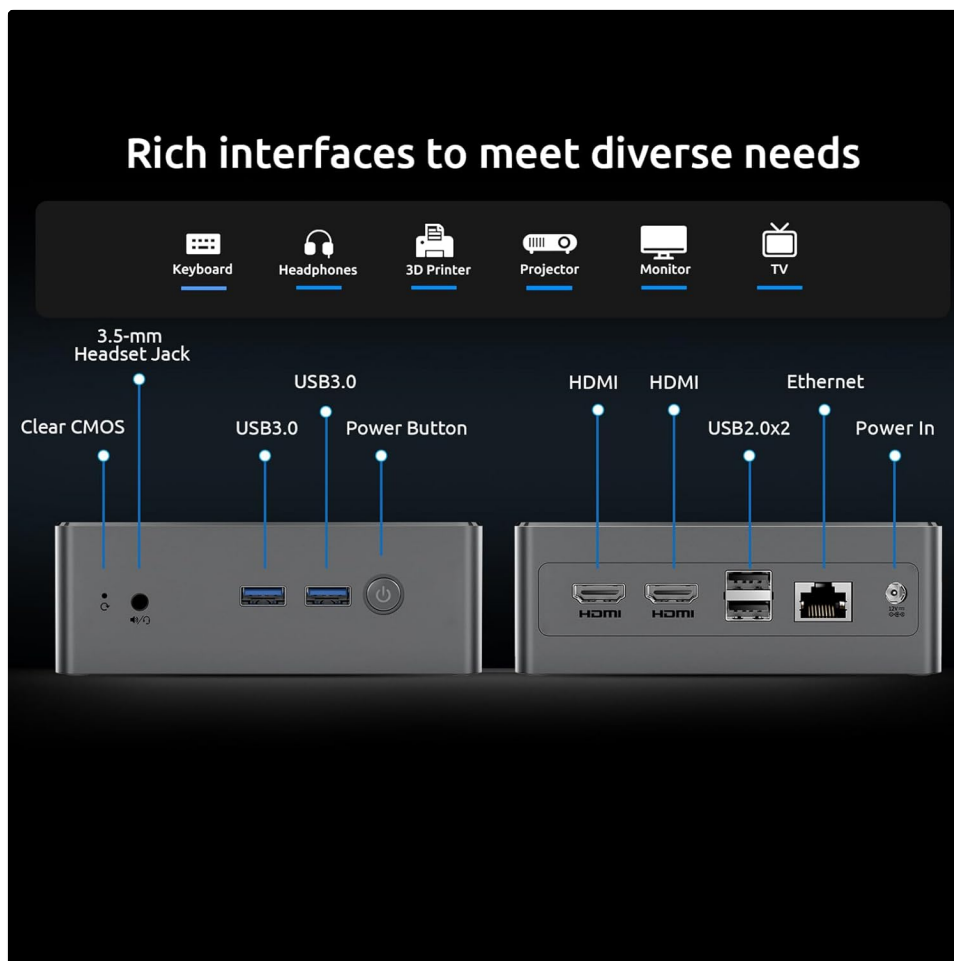 Rich interfaces to meet diverse needs
Keyboard
Headphones
3D Printer
Projector
Monitor
TV
3.5-mm
Headset Jack
USB3.0
HDMI
HDMI
Ethernet
Clear CMOS
USB3.0
Power Button
USB2.0x2
Power In
HDMI
HDMI
12V